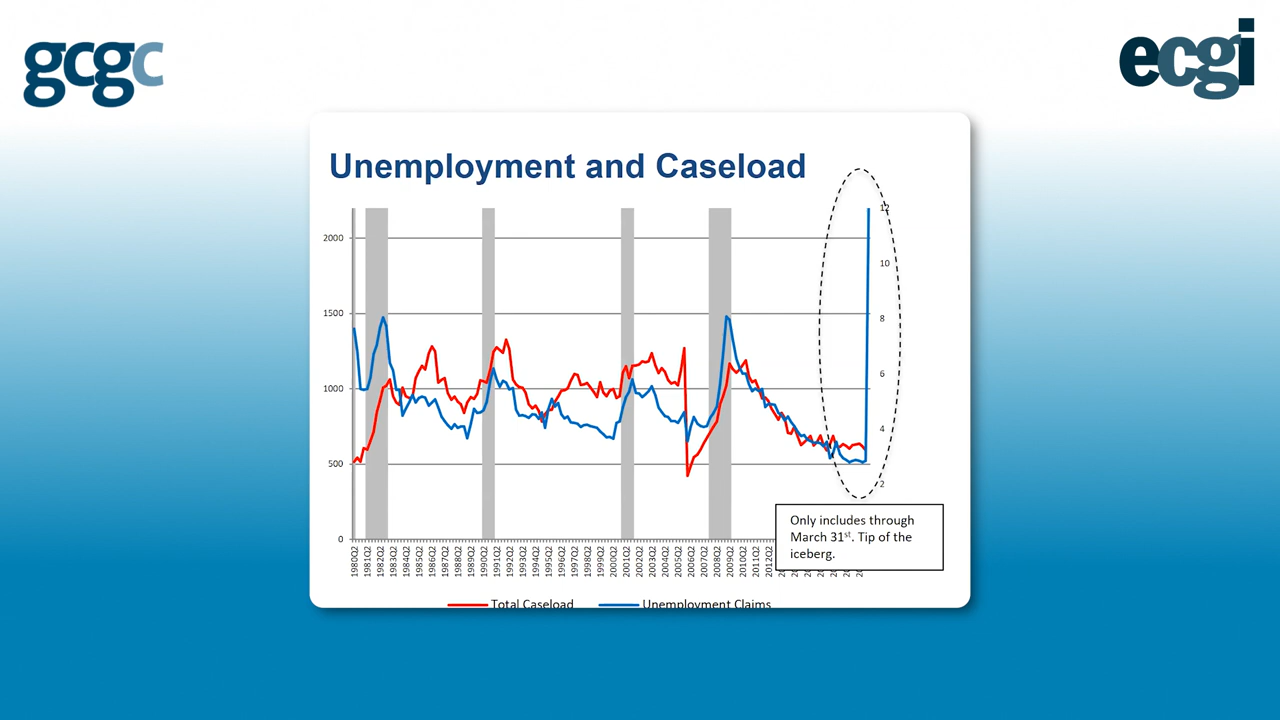 gcgc
ecgi
Unemployment and Caseload
2000
1500
1000
500
0
12
10
8
6
4
2
1980Q2
1981Q2
1982Q2
1983Q2
1984Q2
1985Q2
1986Q2
1987Q2
1988Q2
1989Q2
1990Q2
1991Q2
1992Q2
1993Q2
1994Q2
1995Q2
1996Q2
1997Q2
1998Q2
1999Q2
2000Q2
2001Q2
2002Q2
2003Q2
2004Q2
2005Q2
2006Q2
2007Q2
2008Q2
2009Q2
2010Q2
2011Q2
Only includes through
March 31st. Tip of the
iceberg.
Total Caseload
Unemployment Claims